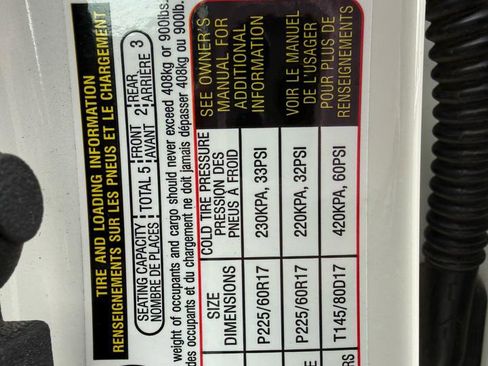 TIRE AND LOADING INFORMATION
RENSEIGNEMENTS SUR LES PNEUS ET LE CHARGEMENT
SEATING CAPACITY
NOMBRE DE PLACES
TOTAL 5
FRONT
AVANT
2
REAR
ARRIÈRE
3
weight of occupants and cargo should never exceed 408kg or 900lbs.
des occupants et du chargement ne doit jamais dépasser 408kg ou 900lb.
SIZE
DIMENSIONS
COLD TIRE PRESSURE
PRESSION DES
PNEUS À FROID
SEE OWNER'S
MANUAL FOR
ADDITIONAL
INFORMATION
P225/60R17
230KPA, 33PSI
P225/60R17
220KPA, 32PSI
VOIR LE MANUEL
DE L'USAGER
POUR PLUS DE
RENSEIGNEMENTS
T145/80D17
420KPA, 60PSI